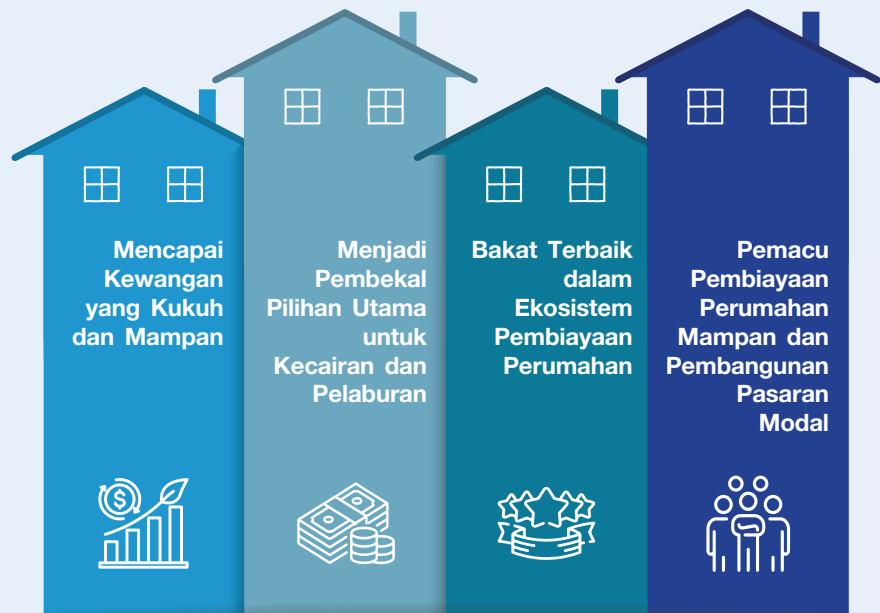 Mencapai
Kewangan
yang Kukuh
dan Mampan
Menjadi
Pembekal
Pilihan Utama
untuk
Kecairan dan
Pelaburan
Bakat Terbaik
dalam
Ekosistem
Pembiayaan
Perumahan
Pemacu
Pembiayaan
Perumahan
Mampan dan
Pembangunan
Pasaran
Modal
$